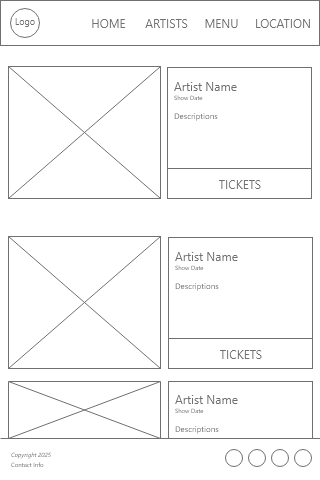 Logo HOME ARTISTS MENU LOCATION
Artist Name
Show Date
Descriptions
TICKETS
Artist Name
Show Date
Descriptions
TICKETS
Artist Name
Show Date
Descriptions
Copyright 2025
Contact Info